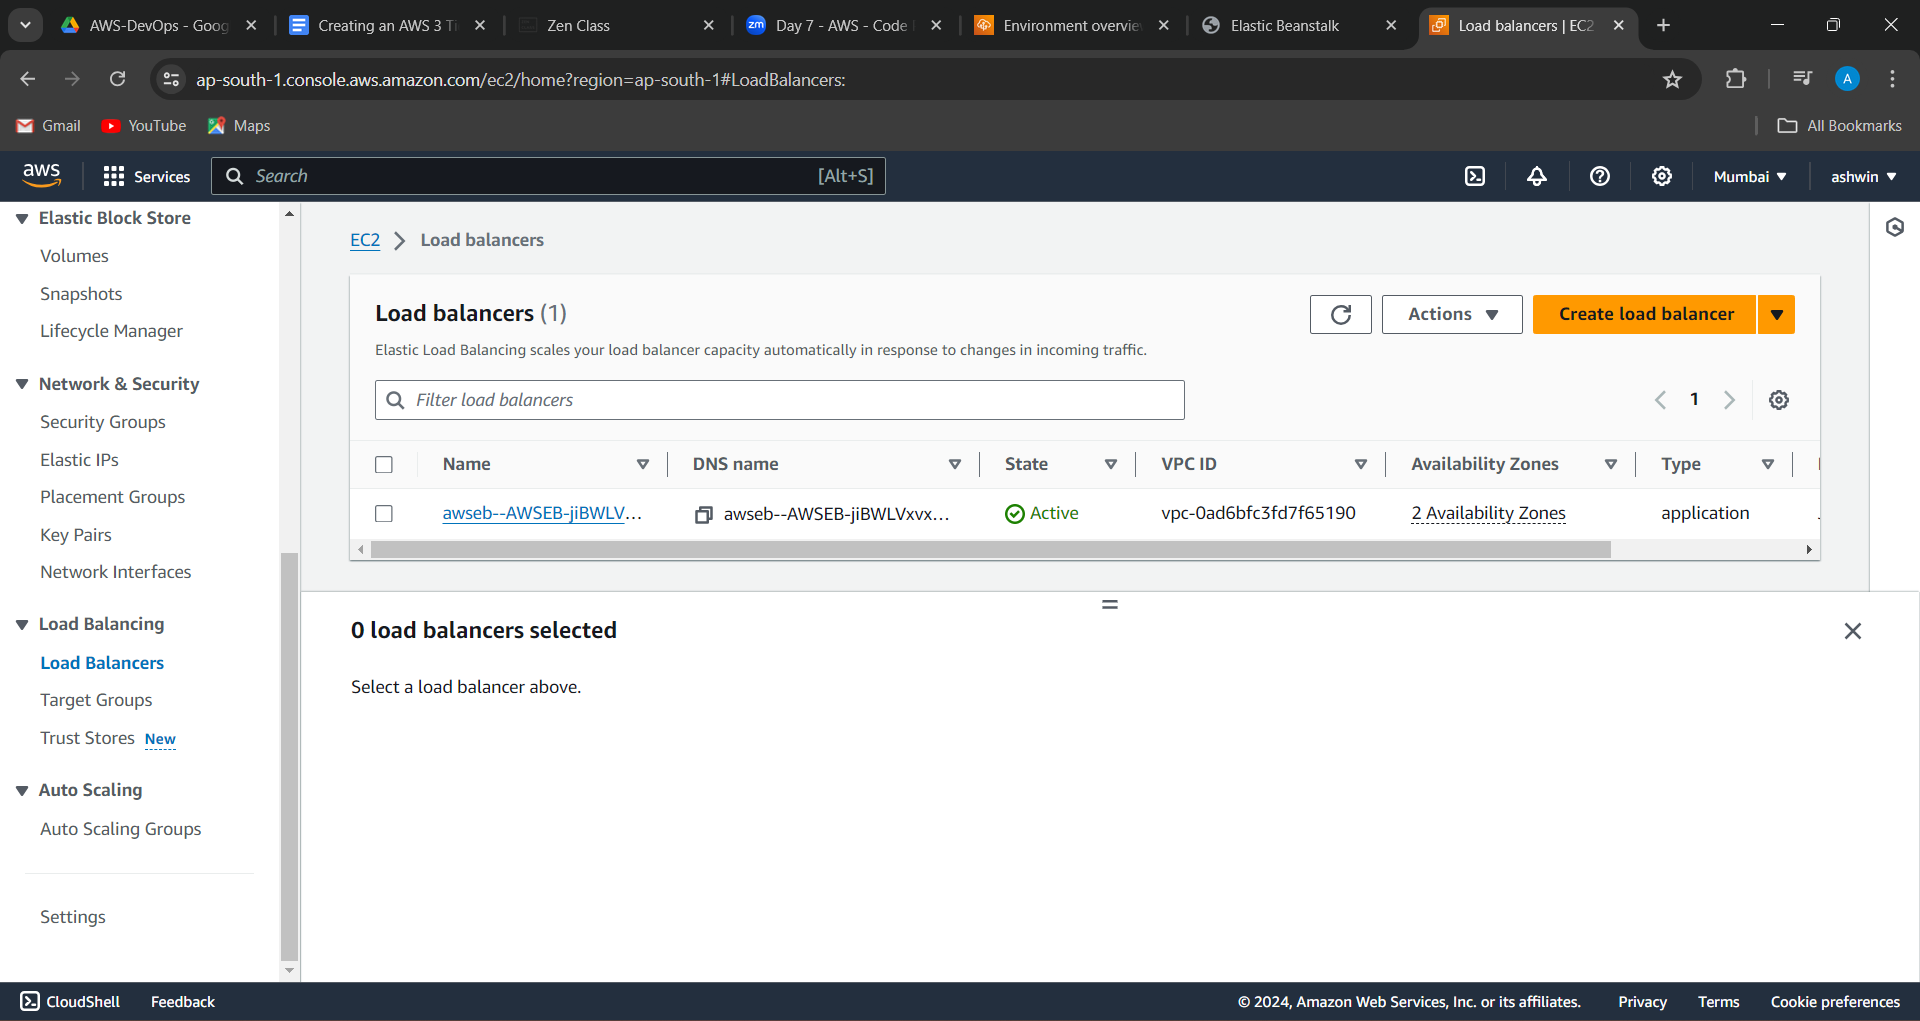 AWS-DevOps - Goog
Creating an AWS 3 Ti
Zen Class
zm
Day 7 - AWS - Code
Environment overvie
Elastic Beanstalk
Load balancers | EC2
ap-south-1.console.aws.amazon.com/ec2/home?region=ap-south-1#LoadBalancers:
A
Gmail
YouTube
Maps
All Bookmarks
aws
Services
Search
[Alt+S]
Mumbai
ashwin
Elastic Block Store
Volumes
Snapshots
Lifecycle Manager
Network & Security
Security Groups
Elastic IPs
Placement Groups
Key Pairs
Network Interfaces
Load Balancing
Load Balancers
Target Groups
Trust Stores New
Auto Scaling
Auto Scaling Groups
Settings
EC2 > Load balancers
Load balancers (1)
Actions
Create load balancer
Elastic Load Balancing scales your load balancer capacity automatically in response to changes in incoming traffic.
Filter load balancers
1
Name DNS name State VPC ID Availability Zones Type
awseb--AWSEB-jiBWLV... awseb--AWSEB-jiBWLVxvx... Active vpc-0ad6bfc3fd7f65190 2 Availability Zones application
0 load balancers selected
Select a load balancer above.
CloudShell
Feedback
© 2024, Amazon Web Services, Inc. or its affiliates.
Privacy
Terms
Cookie preferences